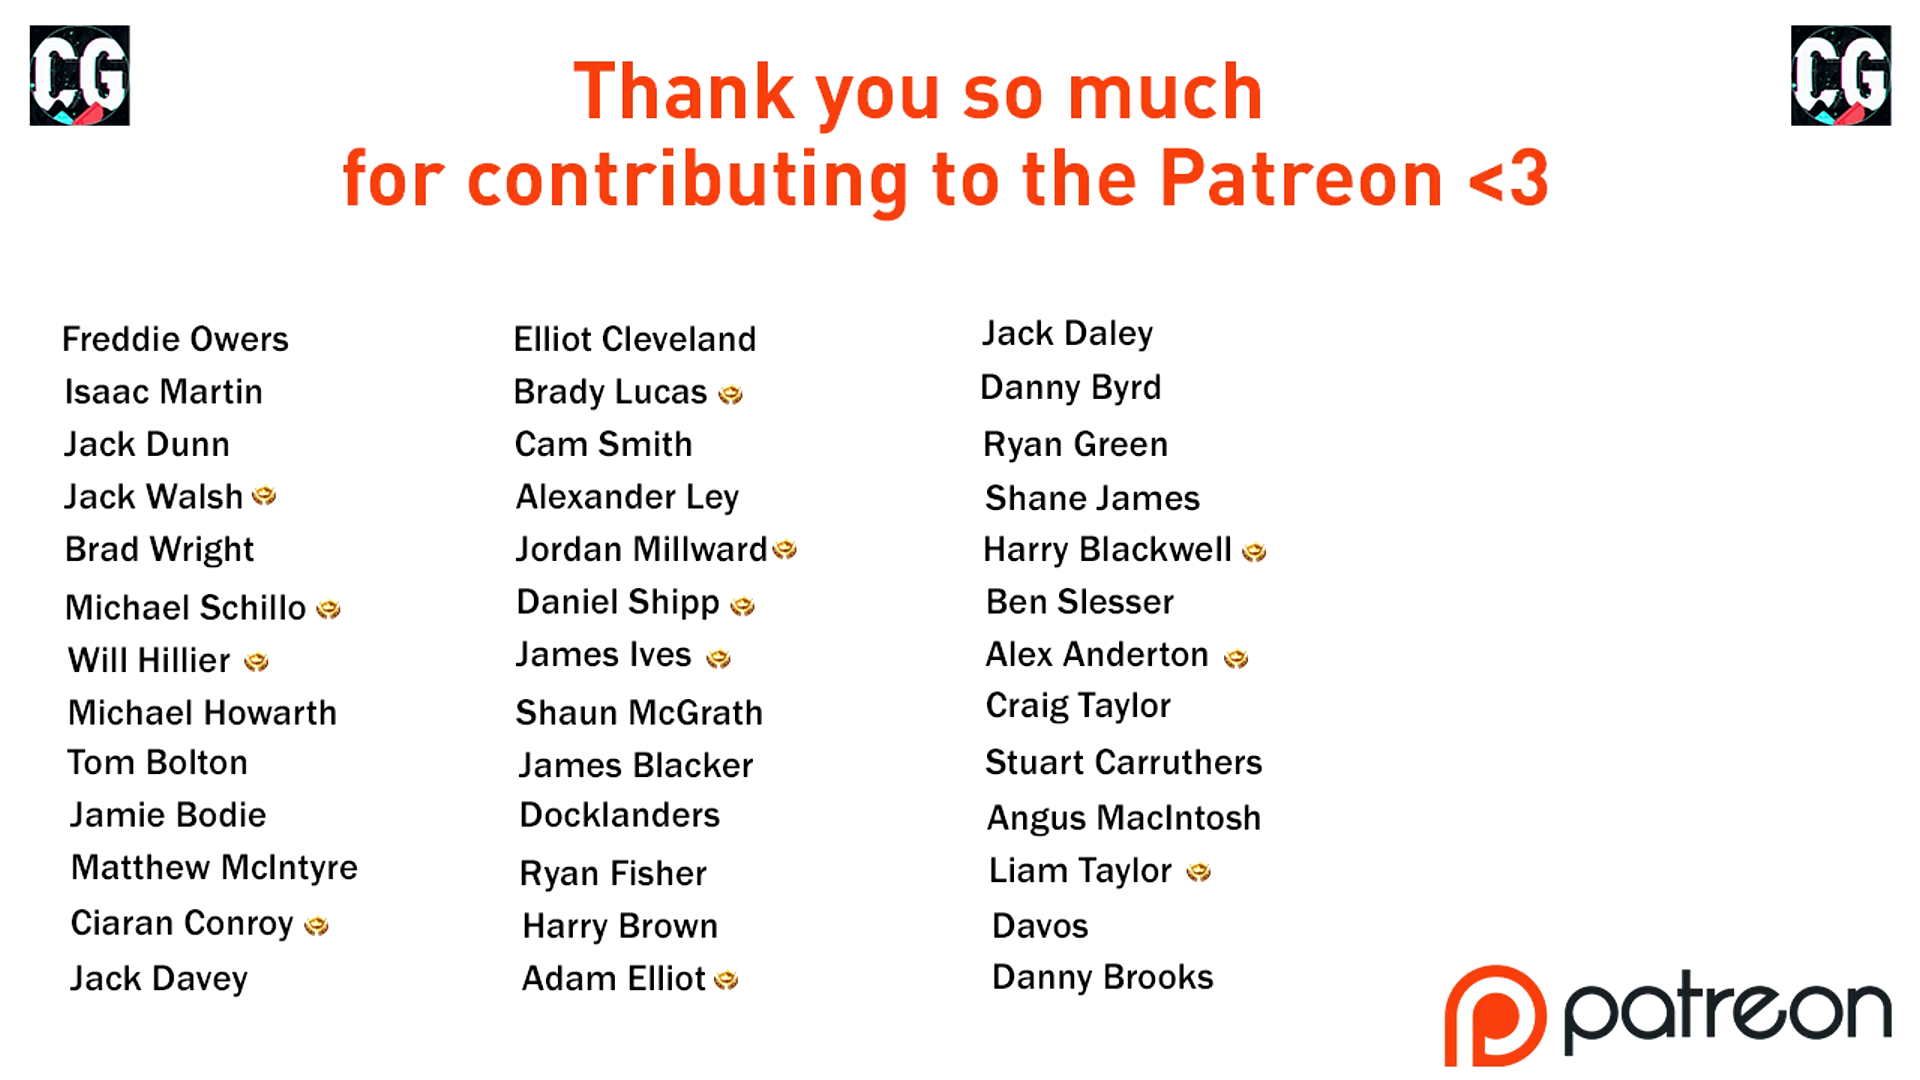 CG
CG
Thank you so much
for contributing to the Patreon <3
Freddie Owers
Isaac Martin
Jack Dunn
Jack Walsh
Brad Wright
Michael Schillo
Will Hillier
Michael Howarth
Tom Bolton
Jamie Bodie
Matthew McIntyre
Ciaran Conroy
Jack Davey
Elliot Cleveland
Brady Lucas
Cam Smith
Alexander Ley
Jordan Millward
Daniel Shipp
James Ives
Shaun McGrath
James Blacker
Docklanders
Ryan Fisher
Harry Brown
Adam Elliot
Jack Daley
Danny Byrd
Ryan Green
Shane James
Harry Blackwell
Ben Slesser
Alex Anderton
Craig Taylor
Stuart Carruthers
Angus MacIntosh
Liam Taylor
Davos
Danny Brooks
patreon